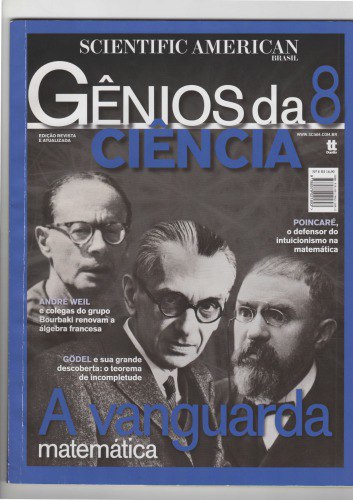 SCIENTIFIC AMERICAN
BRASIL
GÊNIOS da 8
EDIÇÃO REVISTA
E ATUALIZADA
WWW.SCIAM.COM.BR
CIÊNCIA
tt
Duetto
POINCARÉ,
o defensor do
intuicionismo na
matemática
ANDRÉ WEIL
e colegas do grupo
Bourbaki renovam a
álgebra francesa
GÖDEL e sua grande
descoberta: o teorema
de incompletude
A vanguarda
matemática